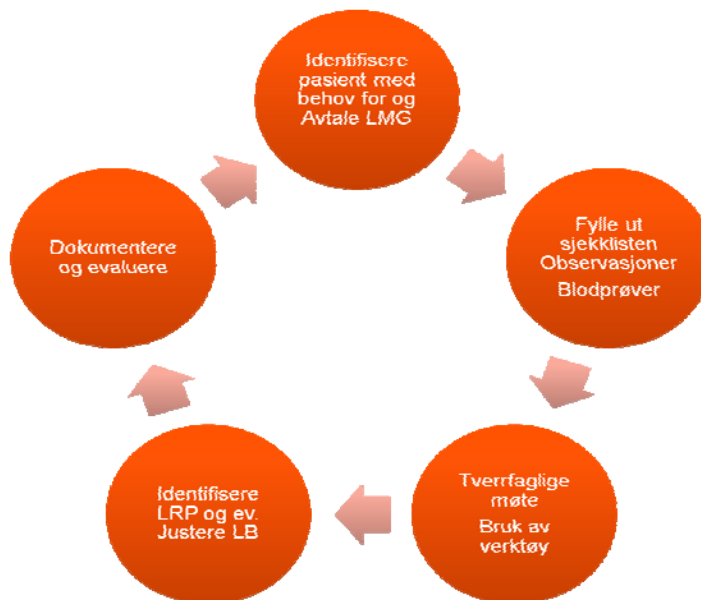 Identifisere
pasient med
behov for og
Avtale LMG
Fylle ut
sjekklisten
Observasjoner
Blodprøver
Tverrfaglige
møte
Bruk av
verktøy
Identifisere
LRP og ev.
Justere LB
Dokumentere
og evaluere